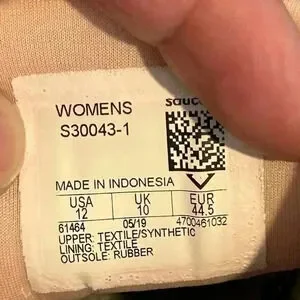 WOMENS
S30043-1
MADE IN INDONESIA
USA UK EUR
12 10 44.5
61464 05/19 4700461032
UPPER: TEXTILE/SYNTHETIC
LINING: TEXTILE
OUTSOLE: RUBBER